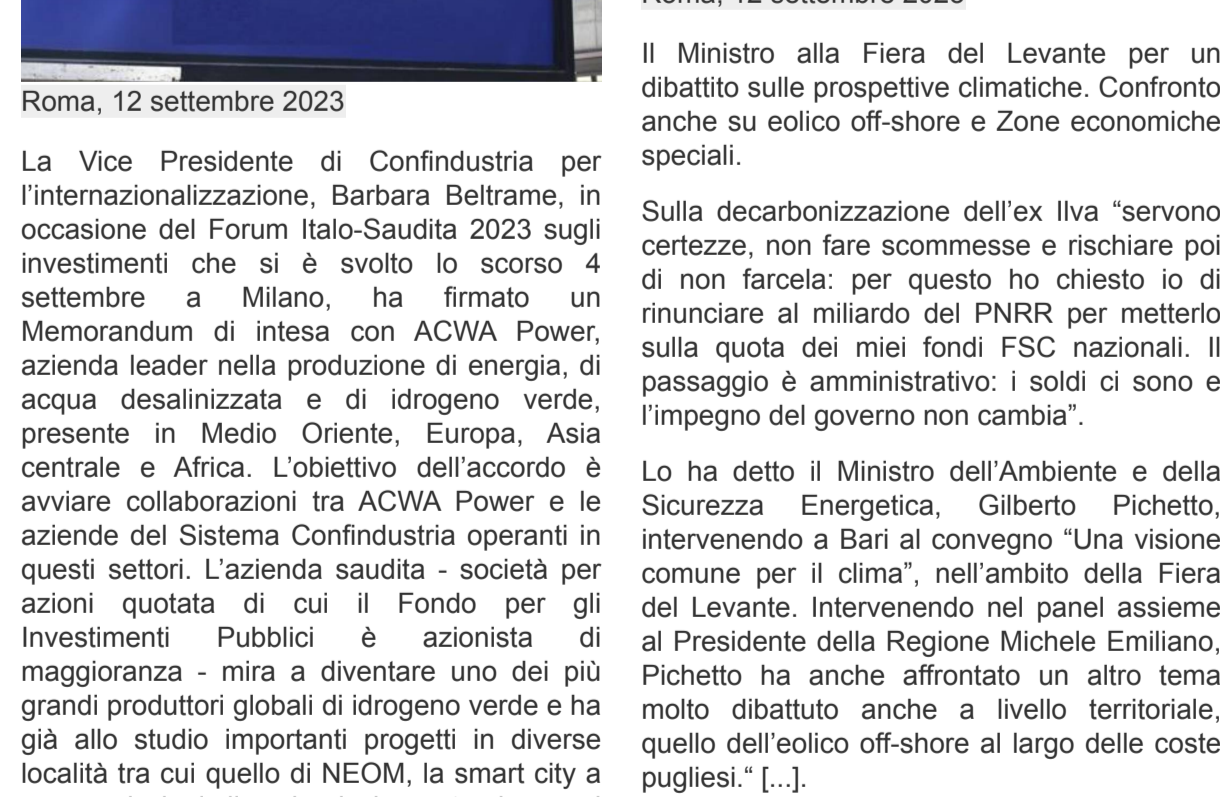 Roma, 12 settembre 2023
La Vice Presidente di Confindustria per
l’internazionalizzazione, Barbara Beltrame, in
occasione del Forum Italo-Saudita 2023 sugli
investimenti che si è svolto lo scorso 4
settembre a Milano, ha firmato un
Memorandum di intesa con ACWA Power,
azienda leader nella produzione di energia, di
acqua desalinizzata e di idrogeno verde,
presente in Medio Oriente, Europa, Asia
centrale e Africa. L’obiettivo dell’accordo è
avviare collaborazioni tra ACWA Power e le
aziende del Sistema Confindustria operanti in
questi settori. L’azienda saudita - società per
azioni quotata di cui il Fondo per gli
Investimenti Pubblici è azionista di
maggioranza - mira a diventare uno dei più
grandi produttori globali di idrogeno verde e ha
già allo studio importanti progetti in diverse
località tra cui quello di NEOM, la smart city a
Roma, 12 settembre 2023
Il Ministro alla Fiera del Levante per un
dibattito sulle prospettive climatiche. Confronto
anche su eolico off-shore e Zone economiche
speciali.
Sulla decarbonizzazione dell’ex Ilva “servono
certezze, non fare scommesse e rischiare poi
di non farcela: per questo ho chiesto io di
rinunciare al miliardo del PNRR per metterlo
sulla quota dei miei fondi FSC nazionali. Il
passaggio è amministrativo: i soldi ci sono e
l’impegno del governo non cambia”.
Lo ha detto il Ministro dell’Ambiente e della
Sicurezza Energetica, Gilberto Pichetto,
intervenendo a Bari al convegno “Una visione
comune per il clima”, nell’ambito della Fiera
del Levante. Intervenendo nel panel assieme
al Presidente della Regione Michele Emiliano,
Pichetto ha anche affrontato un altro tema
molto dibattuto anche a livello territoriale,
quello dell’eolico off-shore al largo delle coste
pugliesi.“ [...].